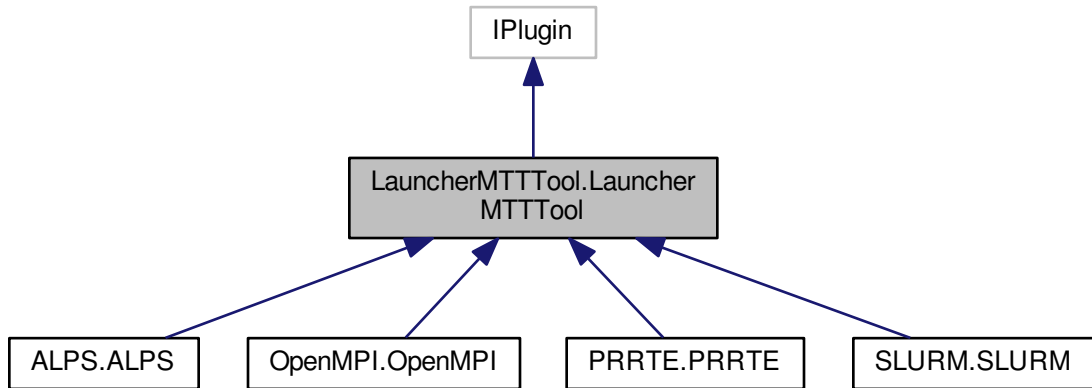 IPlugin
LauncherMTTTool.Launcher
MTTTool
ALPS.ALPS
OpenMPI.OpenMPI
PRRTE.PRRTE
SLURM.SLURM